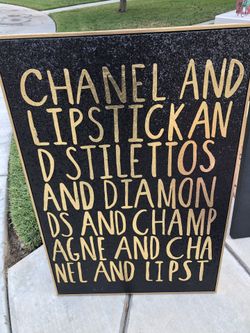 CHANEL AND
LIPSTICKAN
D STILETTOS
AND DIAMON
DS AND CHAMP
AGNE AND CHA
NEL AND LIPST